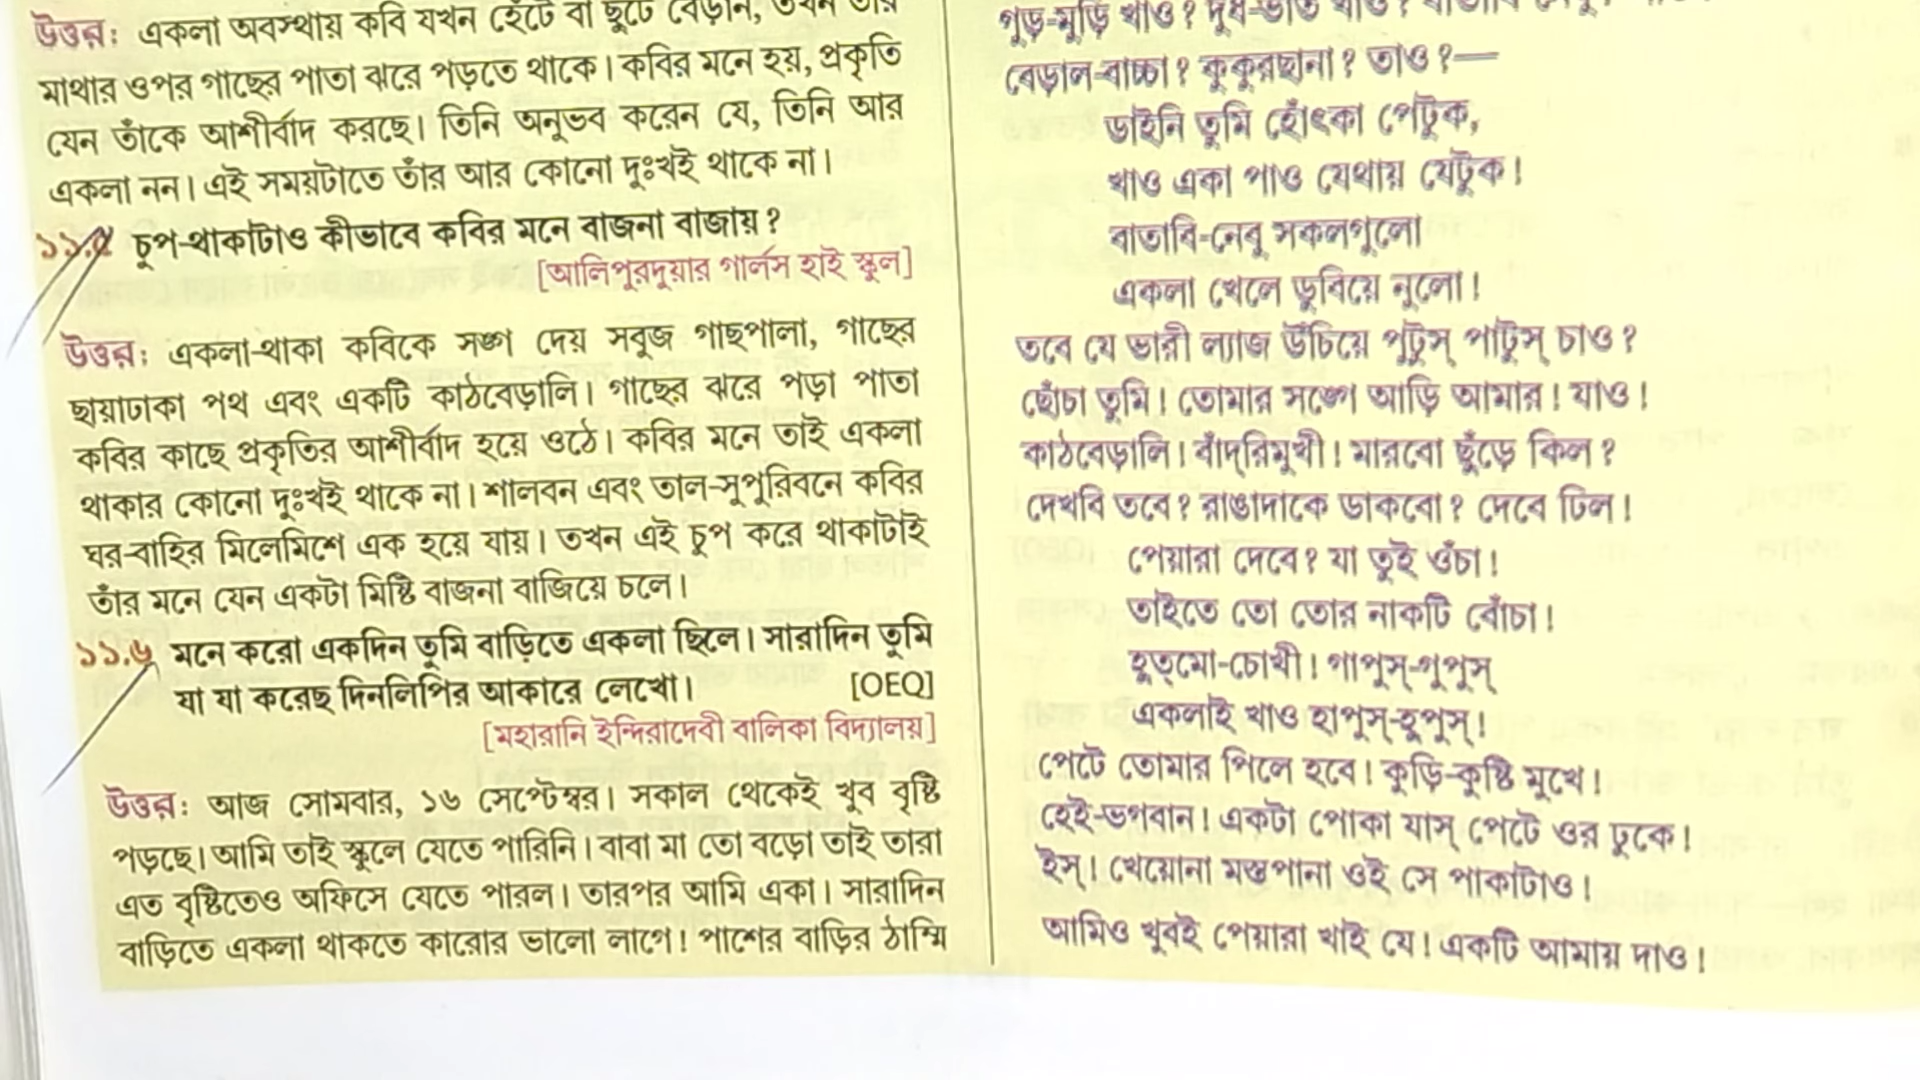 উত্তর: একলা অবস্থায় কবি যখন হেঁটে বা ছুটে বেড়ান, তখন তাঁর
মাথার ওপর গাছের পাতা ঝরে পড়তে থাকে। কবির মনে হয়, প্রকৃতি
যেন তাঁকে আশীর্বাদ করছে। তিনি অনুভব করেন যে, তিনি আর
একলা নন। এই সময়টাতে তাঁর আর কোনো দুঃখই থাকে না।
১১.৫ চুপ-থাকাটাও কীভাবে কবির মনে বাজনা বাজায়?
[আলিপুরদুয়ার গার্লস হাই স্কুল]
উত্তর: একলা-থাকা কবিকে সঙ্গ দেয় সবুজ গাছপালা, গাছের
ছায়াঢাকা পথ এবং একটি কাঠবেড়ালি। গাছের ঝরে পড়া পাতা
কবির কাছে প্রকৃতির আশীর্বাদ হয়ে ওঠে। কবির মনে তাই একলা
থাকার কোনো দুঃখই থাকে না। শালবন এবং তাল-সুপুরিবনে কবির
ঘর-বাহির মিলেমিশে এক হয়ে যায়। তখন এই চুপ করে থাকাটাই
তাঁর মনে যেন একটা মিষ্টি বাজনা বাজিয়ে চলে।
১১.৬ মনে করো একদিন তুমি বাড়িতে একলা ছিলে। সারাদিন তুমি
যা যা করেছ দিনলিপির আকারে লেখো। [OEQ]
[মহারানি ইন্দিরাদেবী বালিকা বিদ্যালয়]
উত্তর: আজ সোমবার, ১৬ সেপ্টেম্বর। সকাল থেকেই খুব বৃষ্টি
পড়ছে। আমি তাই স্কুলে যেতে পারিনি। বাবা মা তো বড়ো তাই তারা
এত বৃষ্টিতেও অফিসে যেতে পারল। তারপর আমি একা। সারাদিন
বাড়িতে একলা থাকতে কারোর ভালো লাগে! পাশের বাড়ির ঠাম্মি
গুড়-মুড়ি খাও? দুধ-ভাত খাও?
বেড়াল-বাচ্চা? কুকুরছানা? তাও?—
ডাইনি তুমি হোঁৎকা পেটুক,
খাও একা পাও যেথায় যেটুক!
বাতাবি-নেবু সকলগুলো
একলা খেলে ডুবিয়ে নুলো!
তবে যে ভারী ল্যাজ উঁচিয়ে পুটুস্ পাটুস্ চাও?
ছোঁচা তুমি! তোমার সঙ্গে আড়ি আমার! যাও!
কাঠবেড়ালি! বাঁদ্‌রিমুখী! মারবো ছুঁড়ে কিল?
দেখবি তবে? রাঙাদাকে ডাকবো? দেবে ঢিল!
পেয়ারা দেবে? যা তুই ওঁচা!
তাইতে তো তোর নাকটি বোঁচা!
হুত্‌মো-চোখী! গাপুস্-গুপুস্
একলাই খাও হাপুস্-হুপুস্!
পেটে তোমার পিলে হবে! কুড়ি-কুষ্টি মুখে!
হেই-ভগবান! একটা পোকা যাস্ পেটে ওর ঢুকে!
ইস্! খেয়োনা মস্তপানা ওই সে পাকাটাও!
আমিও খুবই পেয়ারা খাই যে! একটি আমায় দাও!